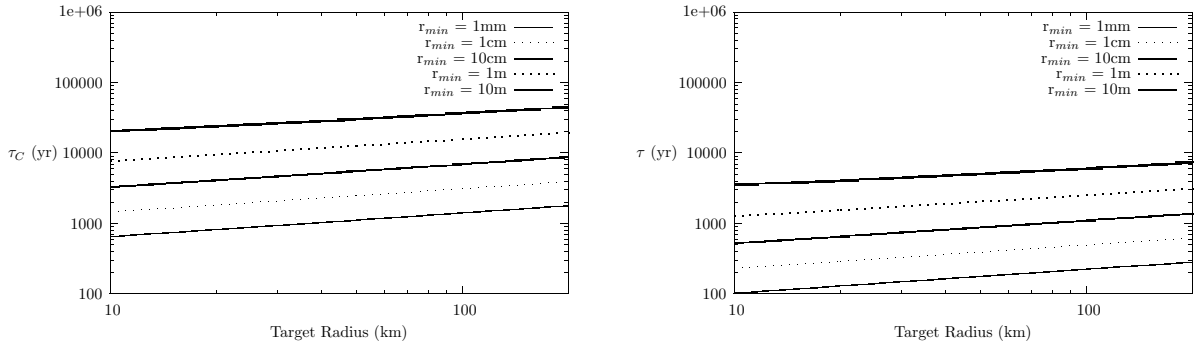 1e+06
r_min = 1mm
r_min = 1cm
r_min = 10cm
r_min = 1m
r_min = 10m
100000
τ_C (yr)
10000
1000
100
10
100
Target Radius (km)
1e+06
r_min = 1mm
r_min = 1cm
r_min = 10cm
r_min = 1m
r_min = 10m
100000
τ (yr)
10000
1000
100
10
100
Target Radius (km)